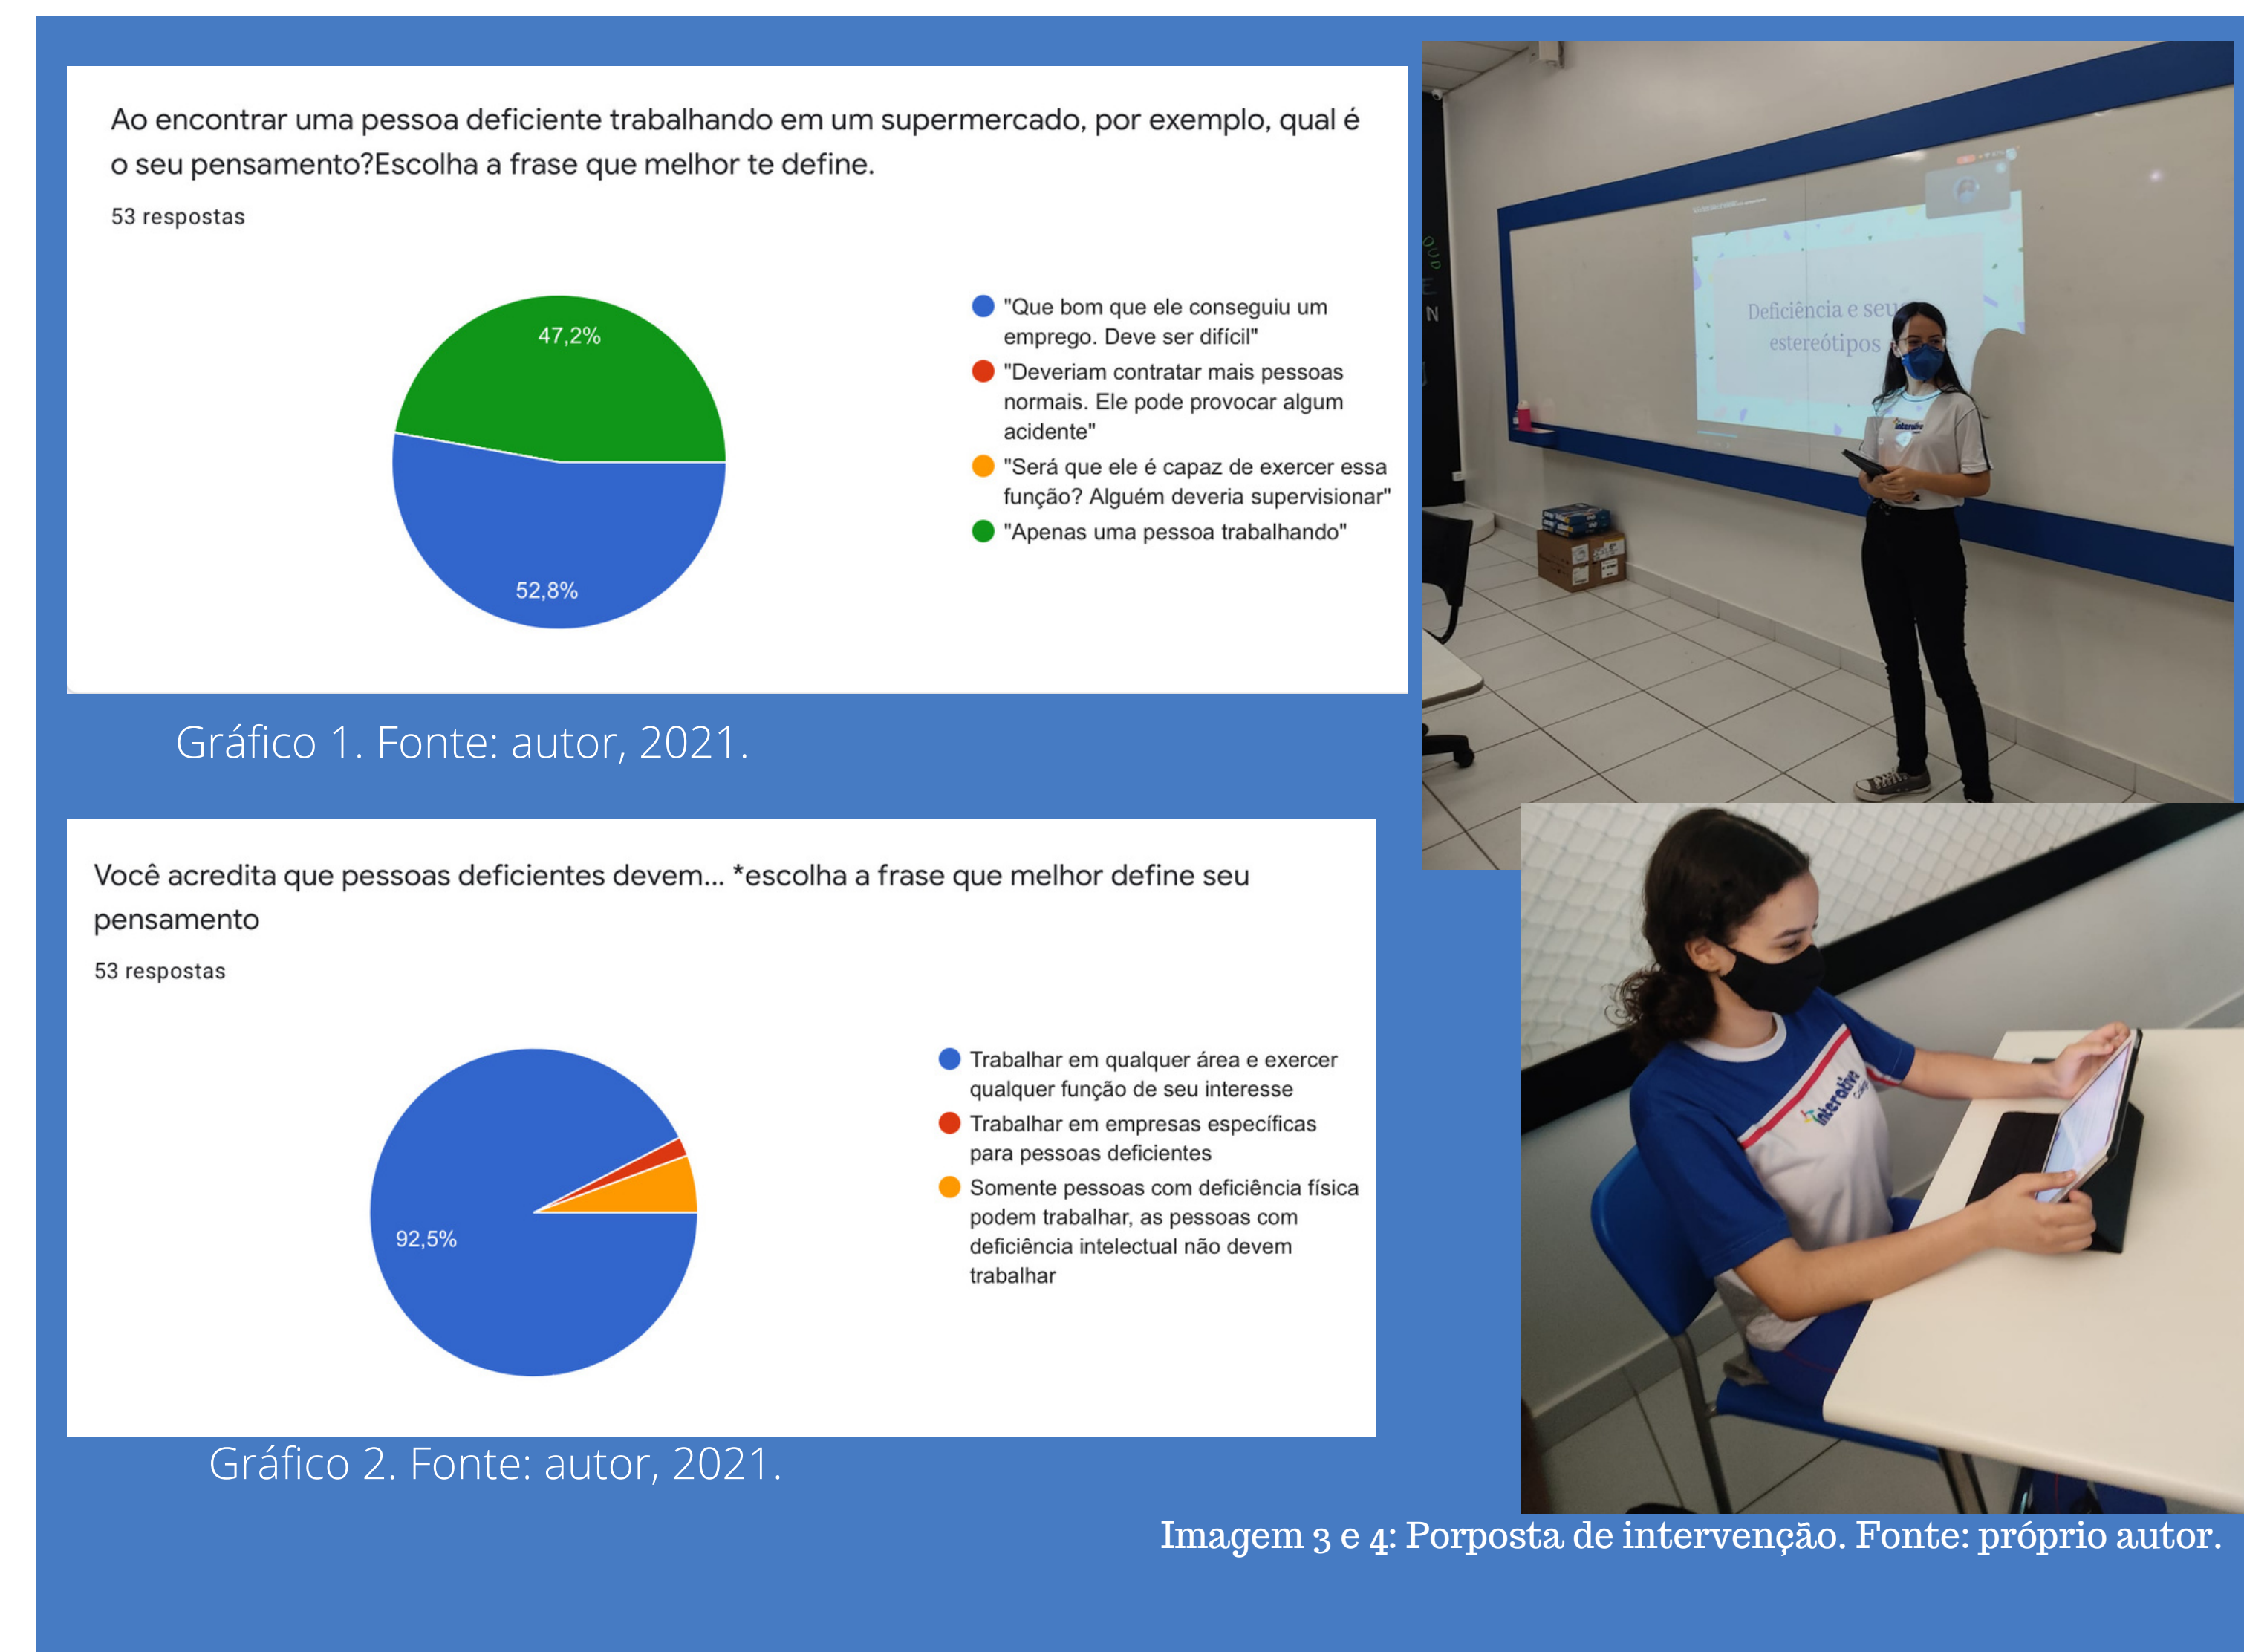 Ao encontrar uma pessoa deficiente trabalhando em um supermercado, por exemplo, qual é
o seu pensamento?Escolha a frase que melhor te define.
53 respostas
47,2%
52,8%
"Que bom que ele conseguiu um
emprego. Deve ser difícil"
"Deveriam contratar mais pessoas
normais. Ele pode provocar algum
acidente"
"Será que ele é capaz de exercer essa
função? Alguém deveria supervisionar"
"Apenas uma pessoa trabalhando"
Gráfico 1. Fonte: autor, 2021.
Deficiência e seu
estereótipos
interativo
Você acredita que pessoas deficientes devem... *escolha a frase que melhor define seu
pensamento
53 respostas
92,5%
Trabalhar em qualquer área e exercer
qualquer função de seu interesse
Trabalhar em empresas específicas
para pessoas deficientes
Somente pessoas com deficiência física
podem trabalhar, as pessoas com
deficiência intelectual não devem
trabalhar
Gráfico 2. Fonte: autor, 2021.
interativo
Imagem 3 e 4: Porposta de intervenção. Fonte: próprio autor.